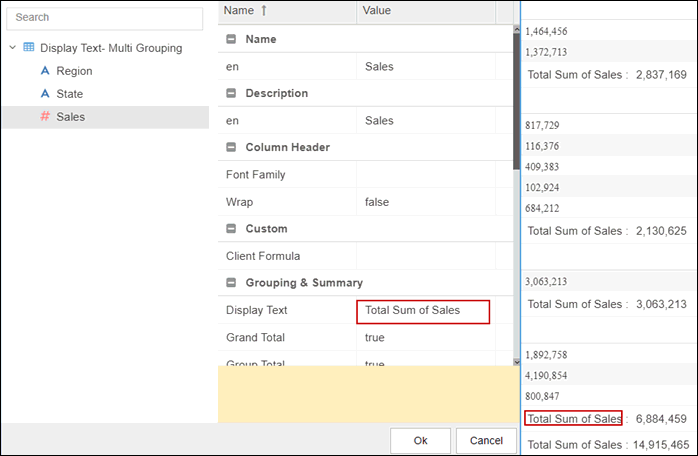 Search
Display Text- Multi Grouping
Region
State
Sales
Name Value
Name
en Sales
Description
en Sales
Column Header
Font Family
Wrap false
Custom
Client Formula
Grouping & Summary
Display Text Total Sum of Sales
Grand Total true
Group Total true
Ok Cancel
1,464,456
1,372,713
Total Sum of Sales : 2,837,169
817,729
116,376
409,383
102,924
684,212
Total Sum of Sales : 2,130,625
3,063,213
Total Sum of Sales : 3,063,213
1,892,758
4,190,854
800,847
Total Sum of Sales : 6,884,459
Total Sum of Sales : 14,915,465